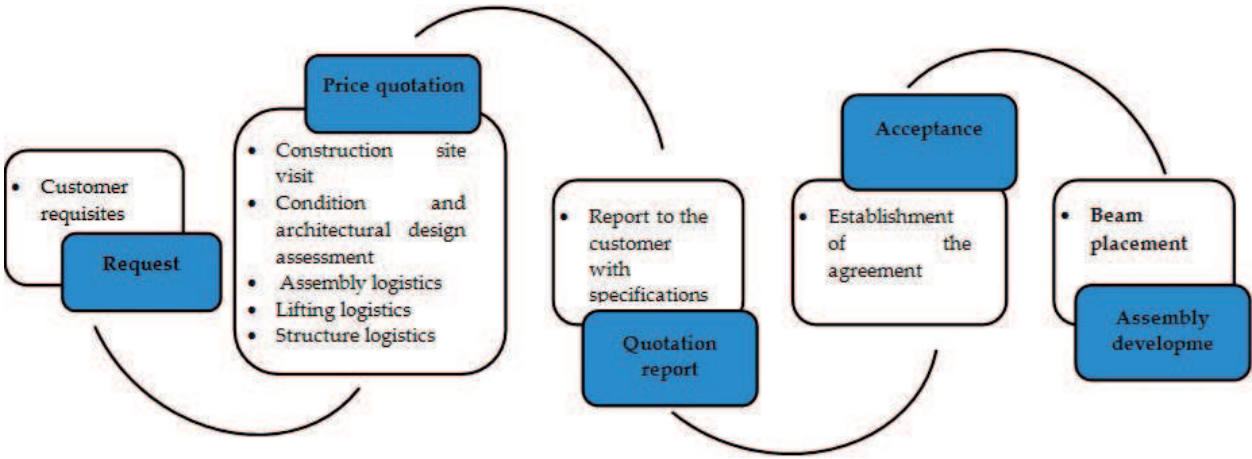 • Customer
requisites
Request
Price quotation
• Construction site
visit
• Condition and
architectural design
assessment
• Assembly logistics
• Lifting logistics
• Structure logistics
• Report to the
customer
with
specifications
Quotation
report
Acceptance
• Establishment
of the
agreement
• Beam
placement
Assembly
developme